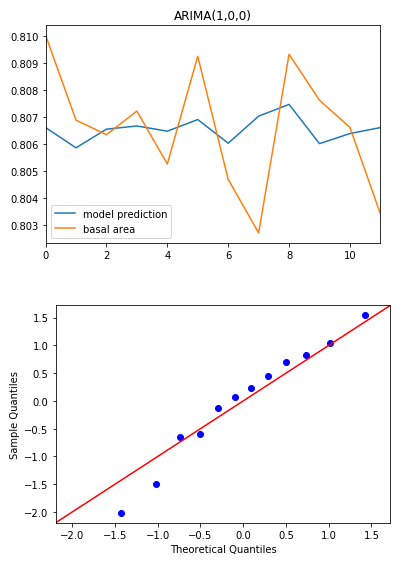 ARIMA(1,0,0)
0.810
0.809
0.808
0.807
0.806
0.805
0.804
0.803
model prediction
basal area
0 2 4 6 8 10
1.5
1.0
0.5
0.0
−0.5
−1.0
−1.5
−2.0
Sample Quantiles
−2.0 −1.5 −1.0 −0.5 0.0 0.5 1.0 1.5
Theoretical Quantiles